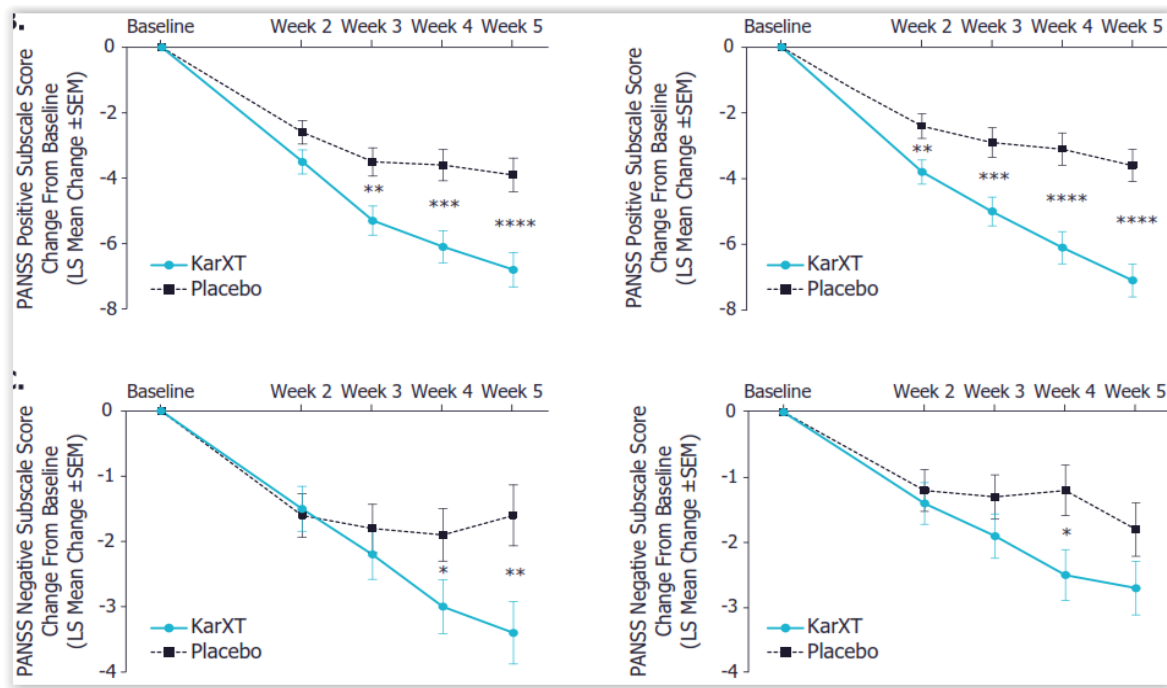 B.
Baseline Week 2 Week 3 Week 4 Week 5
0
-2
-4
-6
-8
PANSS Positive Subscale Score
Change From Baseline
(LS Mean Change ±SEM)
**
***
****
KarXT
Placebo
Baseline Week 2 Week 3 Week 4 Week 5
0
-2
-4
-6
-8
PANSS Positive Subscale Score
Change From Baseline
(LS Mean Change ±SEM)
**
***
****
****
KarXT
Placebo
Baseline Week 2 Week 3 Week 4 Week 5
0
-1
-2
-3
-4
PANSS Negative Subscale Score
Change From Baseline
(LS Mean Change ±SEM)
*
**
KarXT
Placebo
Baseline Week 2 Week 3 Week 4 Week 5
0
-1
-2
-3
-4
PANSS Negative Subscale Score
Change From Baseline
(LS Mean Change ±SEM)
*
KarXT
Placebo